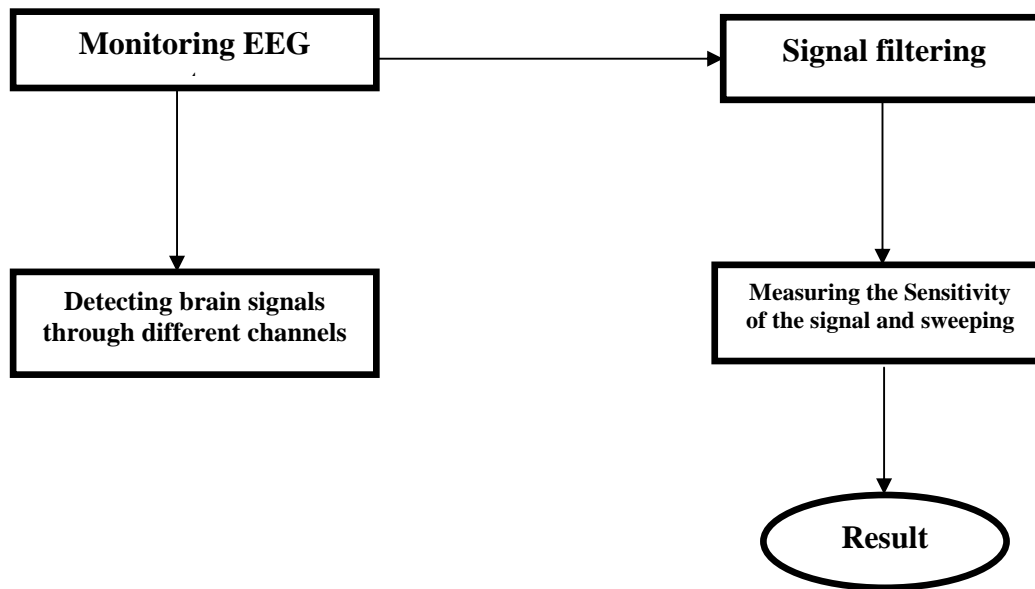 Monitoring EEG
Signal filtering
Detecting brain signals
through different channels
Measuring the Sensitivity
of the signal and sweeping
Result